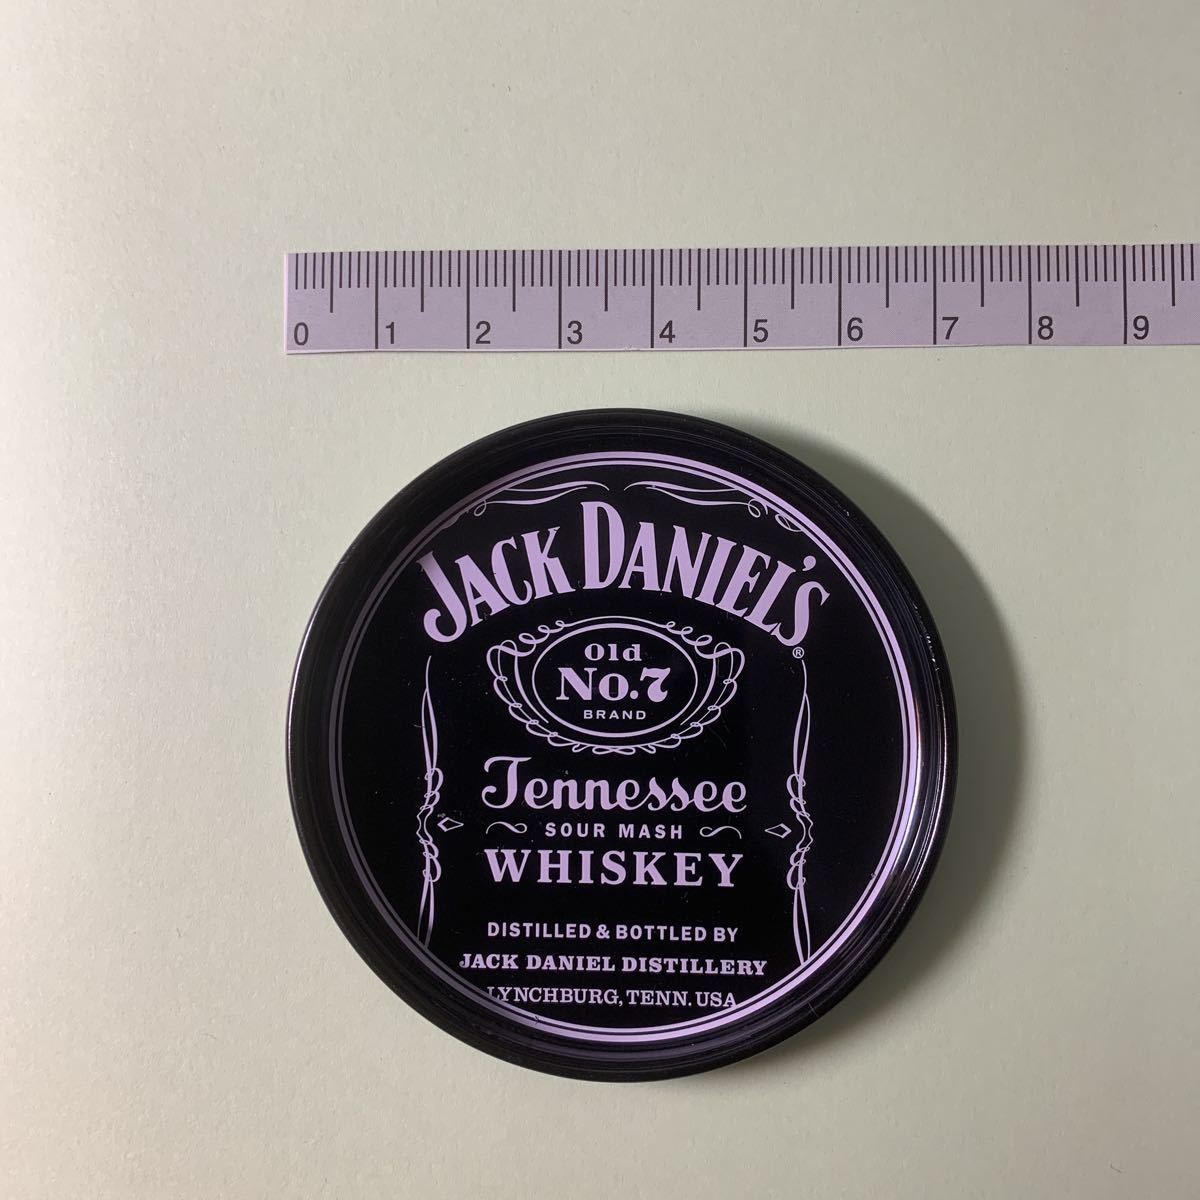 0 1 2 3 4 5 6 7 8 9
JACK DANIEL'S
®
Old
No.7
BRAND
Tennessee
SOUR MASH
WHISKEY
DISTILLED & BOTTLED BY
JACK DANIEL DISTILLERY
LYNCHBURG, TENN. USA